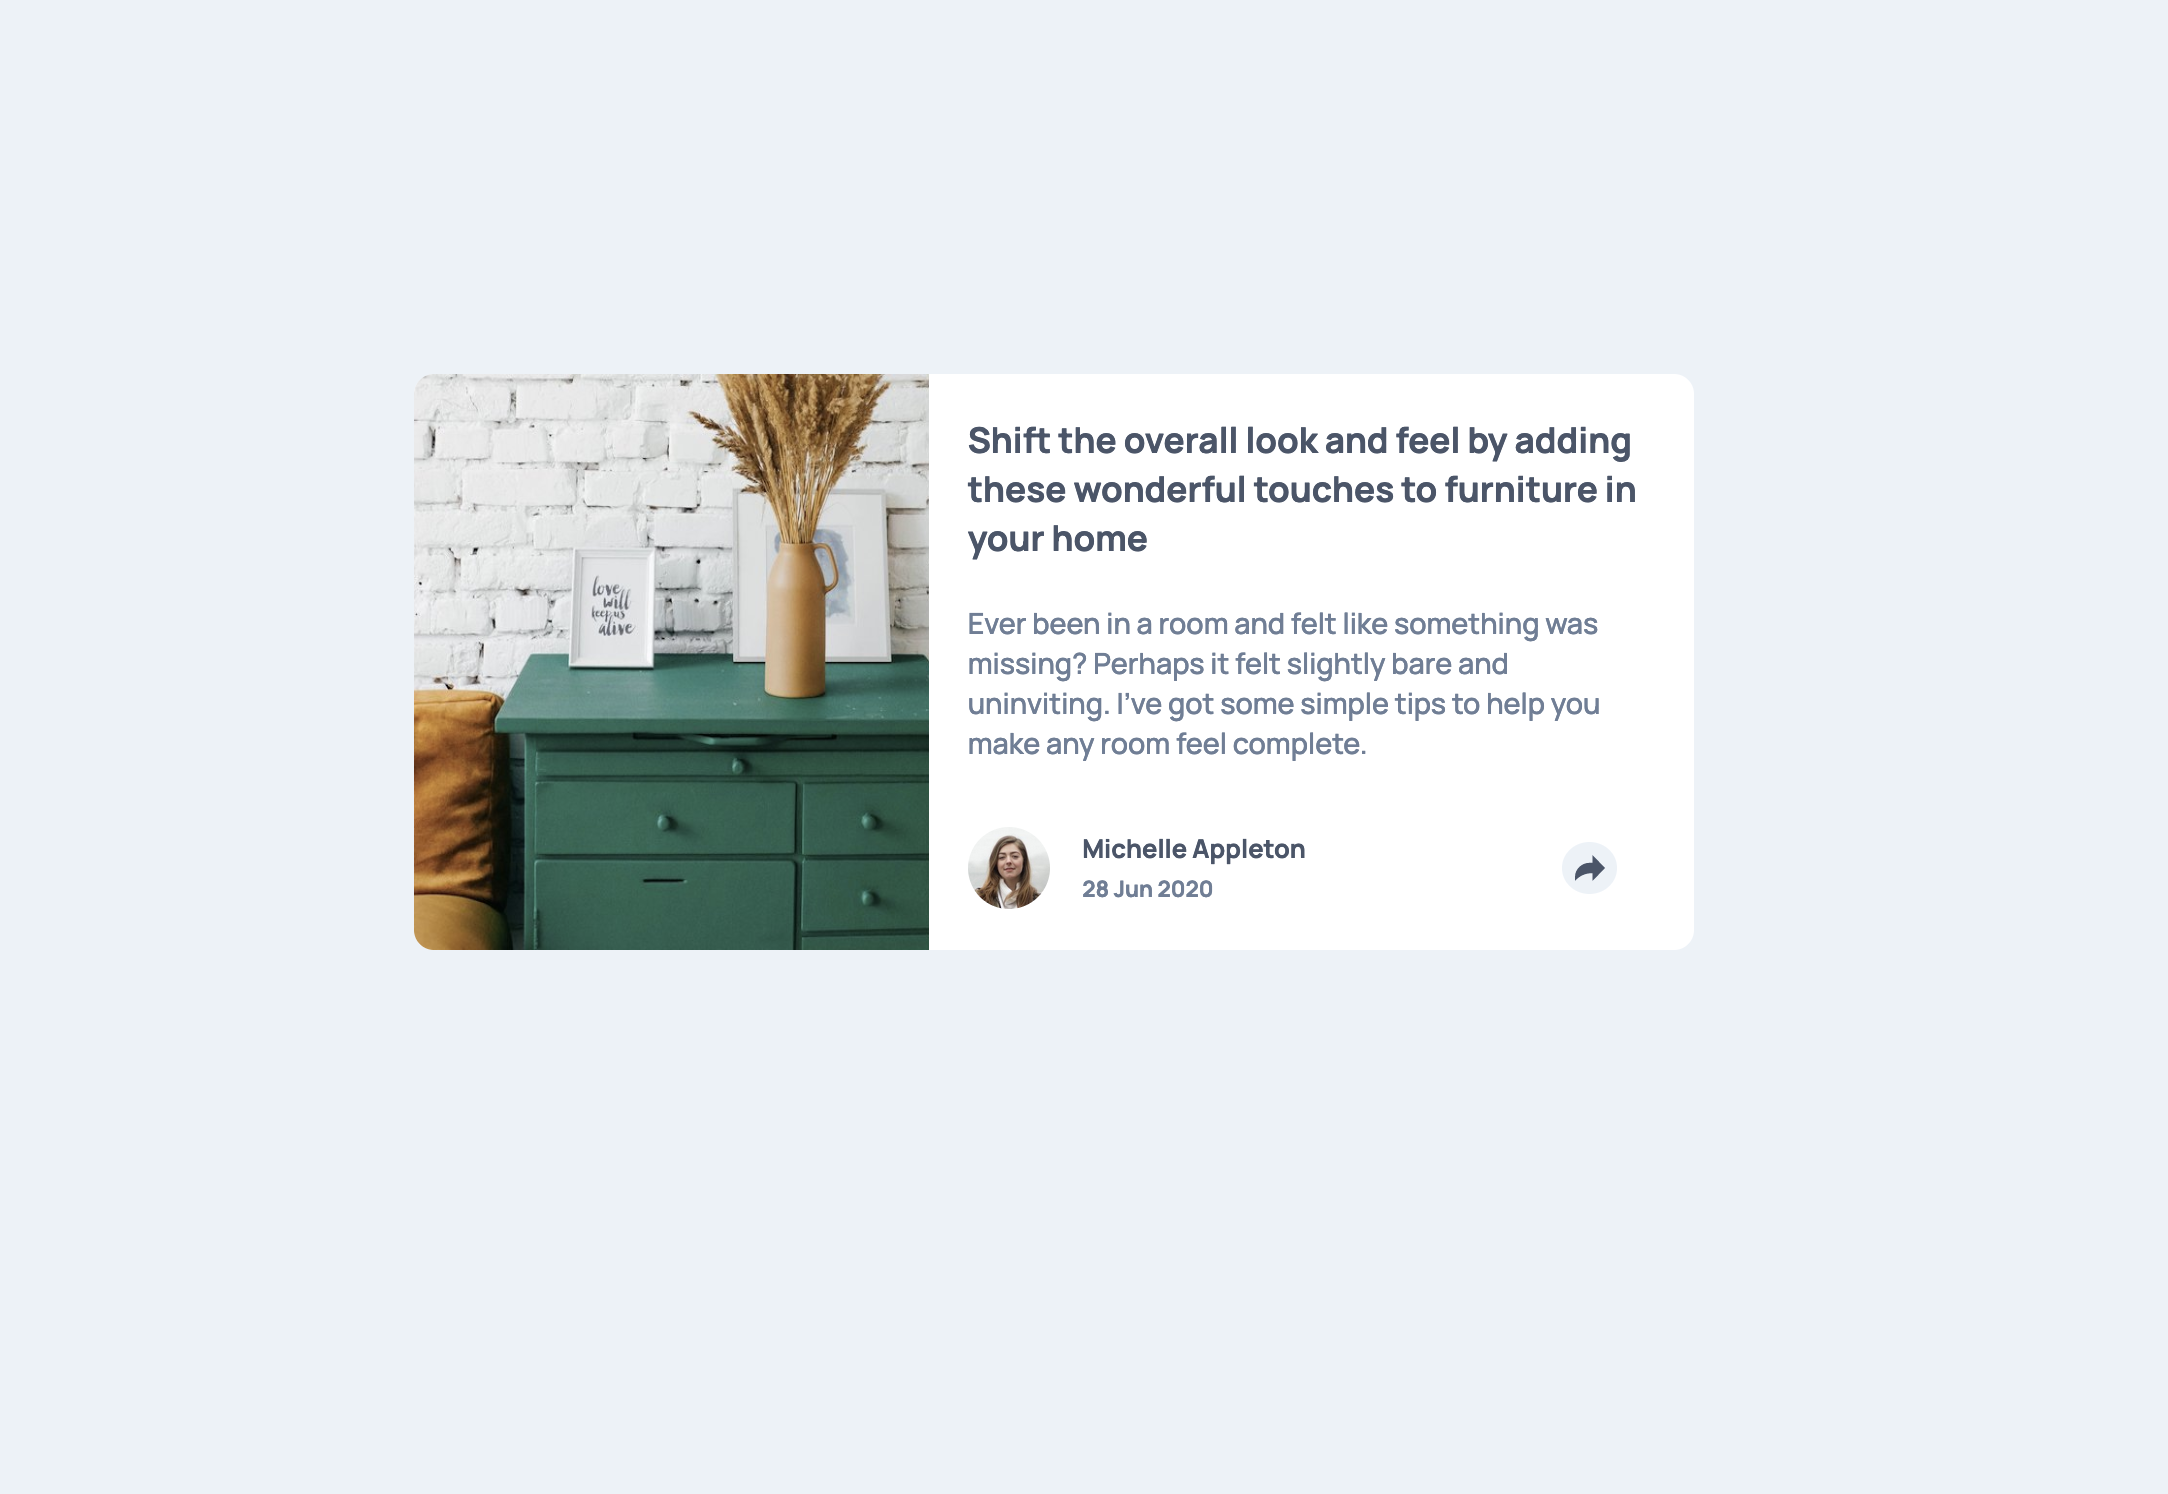 love
will
keep us
alive
Shift the overall look and feel by adding
these wonderful touches to furniture in
your home
Ever been in a room and felt like something was
missing? Perhaps it felt slightly bare and
uninviting. I’ve got some simple tips to help you
make any room feel complete.
Michelle Appleton
28 Jun 2020